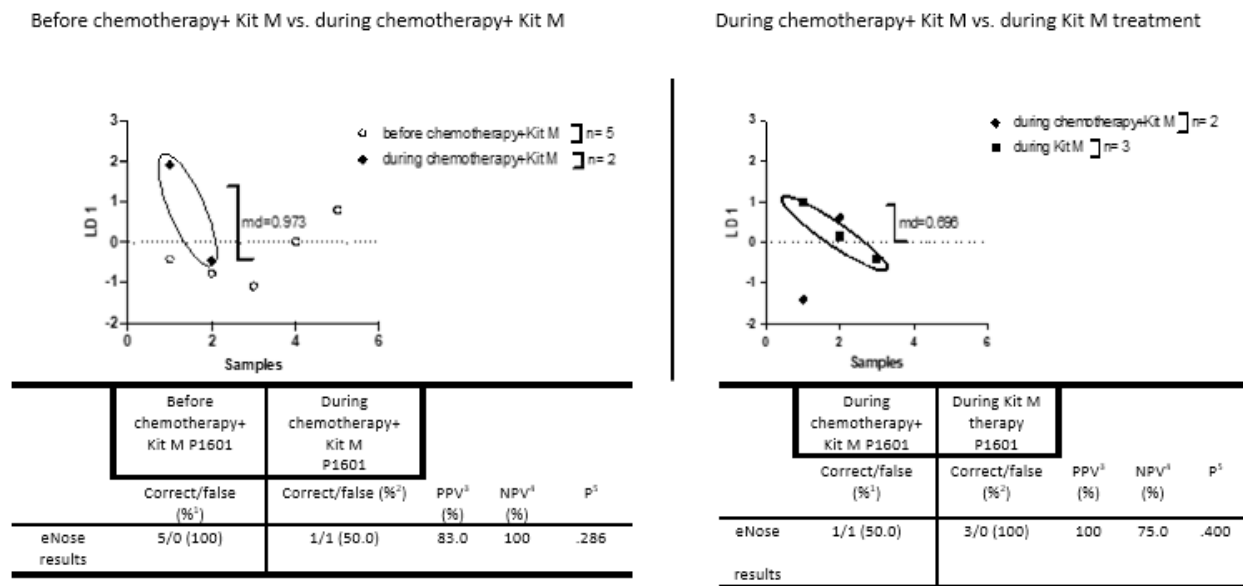 Before chemotherapy+ Kit M vs. during chemotherapy+ Kit M
3
2
1
0
-1
-2
LD 1
0
2
4
6
Samples
before chemotherapy+Kit M ] n= 5
during chemotherapy+Kit M ] n= 2
md=0.973
Before
chemotherapy+
Kit M P1601
During
chemotherapy+
Kit M
P1601
Correct/false
(%¹)
Correct/false (%²)
PPV³
(%)
NPV⁴
(%)
P⁵
eNose
results
5/0 (100)
1/1 (50.0)
83.0
100
.286
During chemotherapy+ Kit M vs. during Kit M treatment
3
2
1
0
-1
-2
LD 1
0
2
4
6
Samples
during chemotherapy+Kit M ] n= 2
during Kit M ] n= 3
md=0.696
During
chemotherapy+
Kit M P1601
During Kit M
therapy
P1601
Correct/false
(%¹)
Correct/false
(%²)
PPV³
(%)
NPV⁴
(%)
P⁵
eNose
results
1/1 (50.0)
3/0 (100)
100
75.0
.400